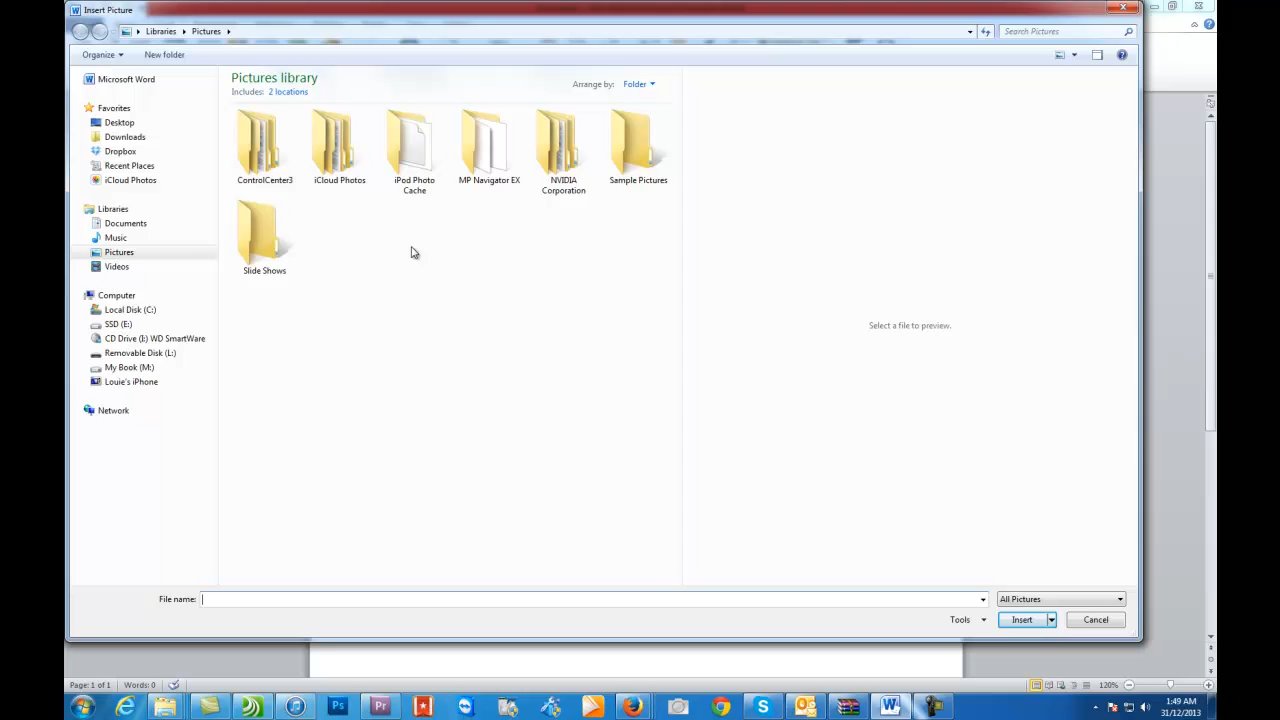 Insert Picture
Libraries Pictures
Search Pictures
Organize New folder
Microsoft Word
Favorites
Desktop
Downloads
Dropbox
Recent Places
iCloud Photos
Libraries
Documents
Music
Pictures
Videos
Computer
Local Disk (C:)
SSD (E:)
CD Drive (I:) WD SmartWare
Removable Disk (L:)
My Book (M:)
Louie's iPhone
Network
Pictures library
Includes: 2 locations
Arrange by: Folder
ControlCenter3
iCloud Photos
iPod Photo
Cache
MP Navigator EX
NVIDIA
Corporation
Sample Pictures
Slide Shows
Select a file to preview.
File name:
All Pictures
Tools Insert Cancel
Page: 1 of 1 Words: 0
120%
Ps
Pr
1:49 AM
31/12/2013